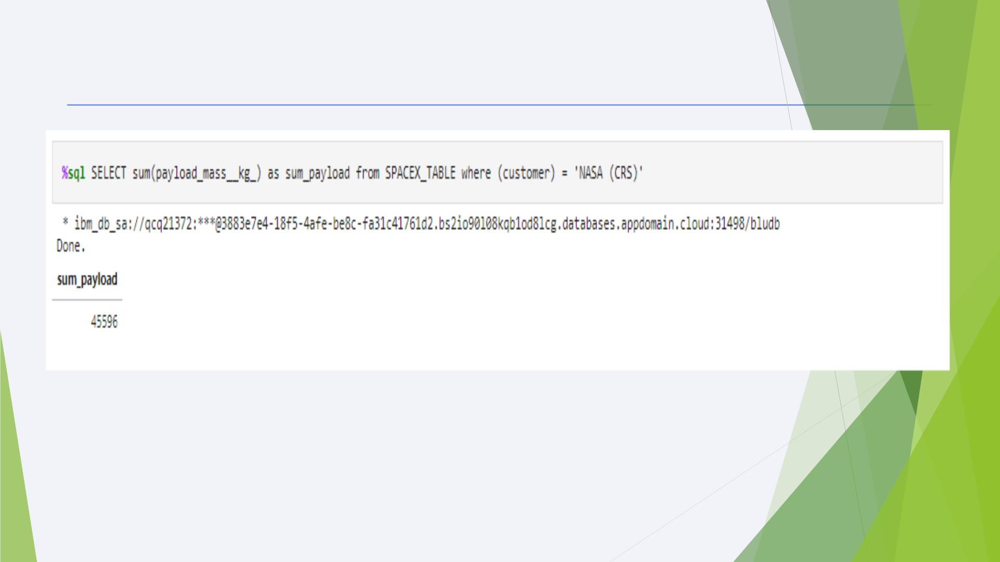 %sql SELECT sum(payload_mass__kg_) as sum_payload from SPACEX_TABLE where (customer) = 'NASA (CRS)'
* ibm_db_sa://qcq21372:***@3883e7e4-18f5-4afe-be8c-fa31c41761d2.bs2io90l08kqb1od8lcg.databases.appdomain.cloud:31498/bludb
Done.
sum_payload
45596